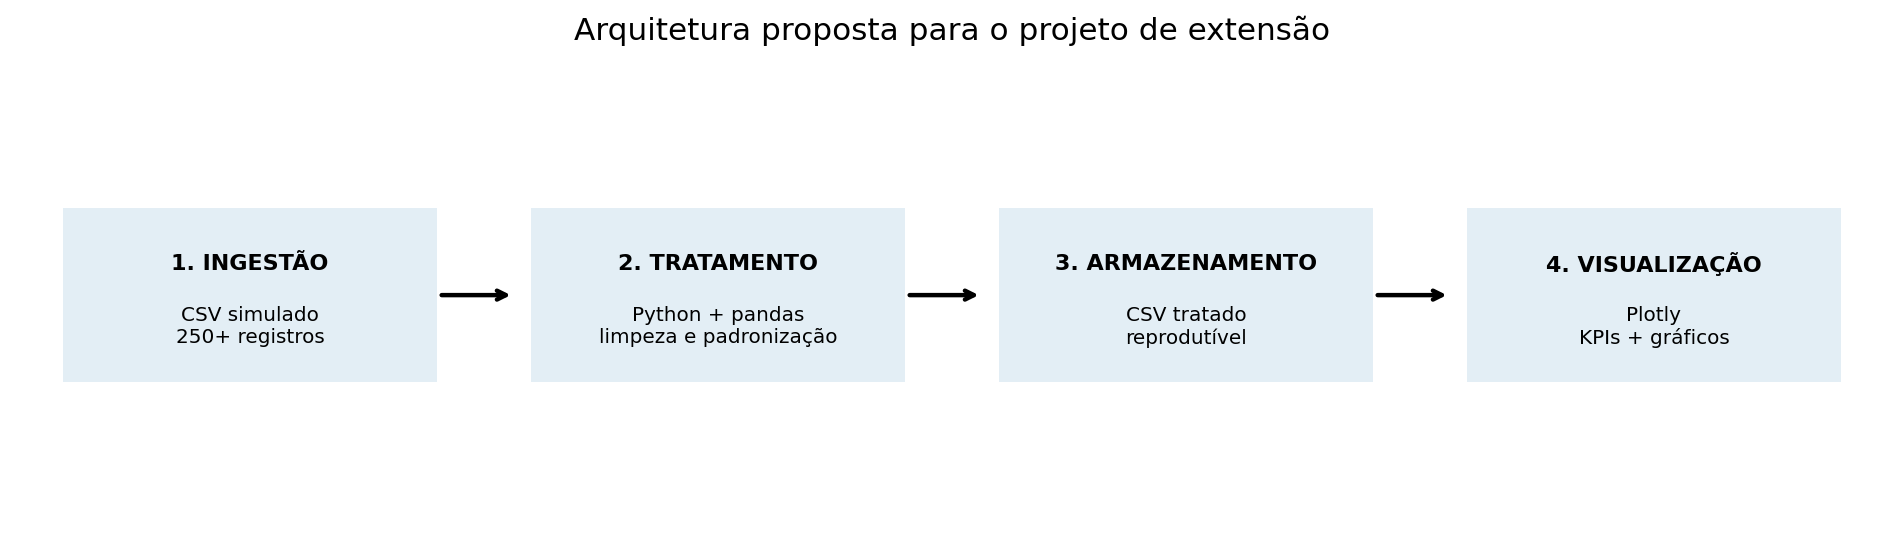 Arquitetura proposta para o projeto de extensão
1. INGESTÃO
CSV simulado
250+ registros
2. TRATAMENTO
Python + pandas
limpeza e padronização
3. ARMAZENAMENTO
CSV tratado
reprodutível
4. VISUALIZAÇÃO
Plotly
KPIs + gráficos